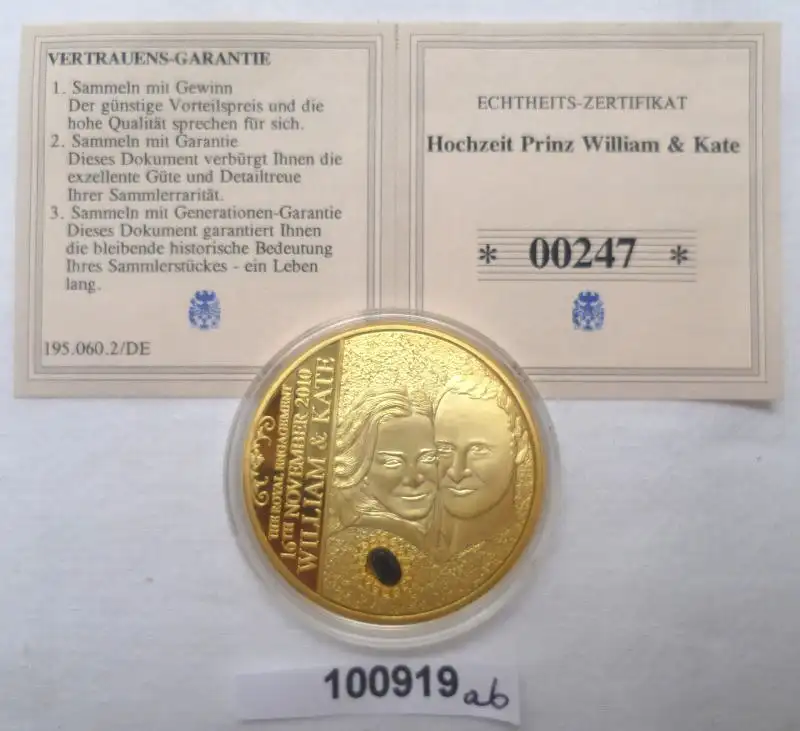 VERTRAUENS-GARANTIE
1. Sammeln mit Gewinn
Der günstige Vorteilspreis und die
hohe Qualität sprechen für sich.
2. Sammeln mit Garantie
Dieses Dokument verbürgt Ihnen die
exzellente Güte und Detailtreue
Ihrer Sammlerrarität.
3. Sammeln mit Generationen-Garantie
Dieses Dokument garantiert Ihnen
die bleibende historische Bedeutung
Ihres Sammlerstückes - ein Leben
lang.
195.060.2/DE
ECHTHEITS-ZERTIFIKAT
Hochzeit Prinz William & Kate
* 00247 *
THE ROYAL ENGAGEMENT
16TH NOVEMBER 2010
WILLIAM & KATE
100919 ab